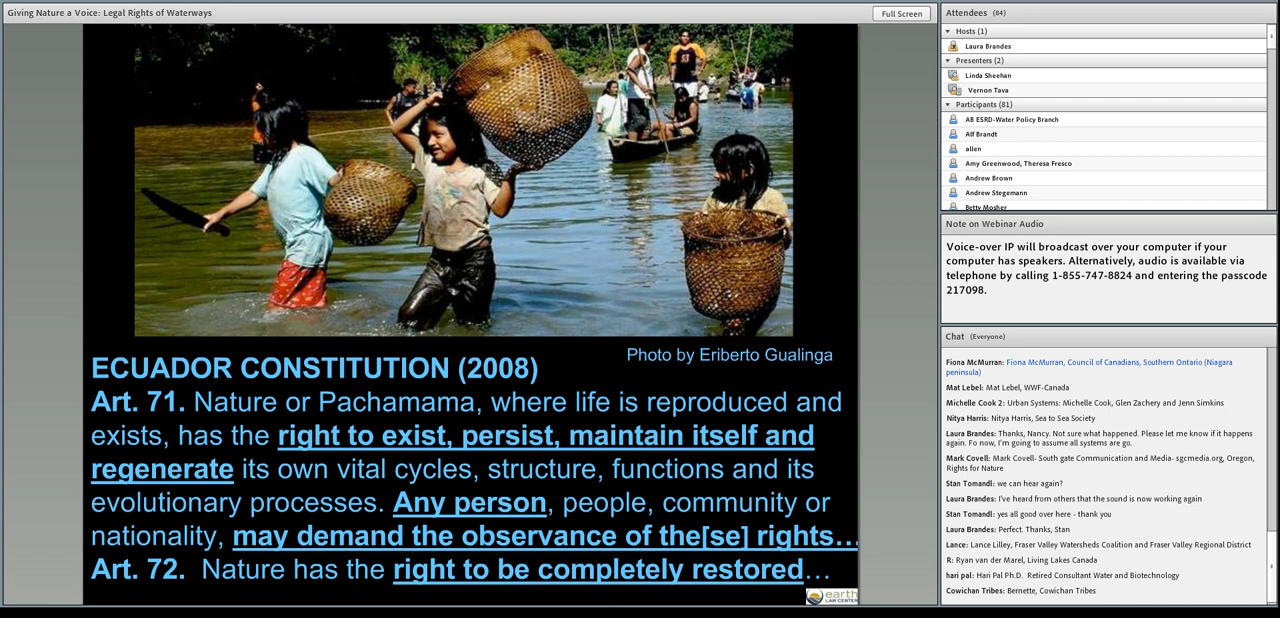 Giving Nature a Voice: Legal Rights of Waterways
Full Screen
Photo by Eriberto Gualinga
ECUADOR CONSTITUTION (2008)
Art. 71. Nature or Pachamama, where life is reproduced and
exists, has the right to exist, persist, maintain itself and
regenerate its own vital cycles, structure, functions and its
evolutionary processes. Any person, people, community or
nationality, may demand the observance of the[se] rights...
Art. 72. Nature has the right to be completely restored...
earth
LAW CENTER
Attendees (84)
Hosts (1)
Laura Brandes
Presenters (2)
Linda Sheehan
Vernon Tava
Participants (81)
AB ESRD-Water Policy Branch
Alf Brandt
allen
Amy Greenwood, Theresa Fresco
Andrew Brown
Andrew Stegemann
Betty Mosher
Note on Webinar Audio
Voice-over IP will broadcast over your computer if your
computer has speakers. Alternatively, audio is available via
telephone by calling 1-855-747-8824 and entering the passcode
217098.
Chat (Everyone)
Fiona McMurran: Fiona McMurran, Council of Canadians, Southern Ontario (Niagara
peninsula)
Mat Lebel: Mat Lebel, WWF-Canada
Michelle Cook 2: Urban Systems: Michelle Cook, Glen Zachery and Jenn Simkins
Nitya Harris: Nitya Harris, Sea to Sea Society
Laura Brandes: Thanks, Nancy. Not sure what happened. Please let me know if it happens
again. Fo now, I'm going to assume all systems are go.
Mark Covell: Mark Covell- South gate Communication and Media- sgcmedia.org, Oregon,
Rights for Nature
Stan Tomandl: we can hear again?
Laura Brandes: I've heard from others that the sound is now working again
Stan Tomandl: yes all good over here - thank you
Laura Brandes: Perfect. Thanks, Stan
Lance: Lance Lilley, Fraser Valley Watersheds Coalition and Fraser Valley Regional District
R: Ryan van der Marel, Living Lakes Canada
hari pal: Hari Pal Ph.D. Retired Consultant Water and Biotechnology
Cowichan Tribes: Bernette, Cowichan Tribes